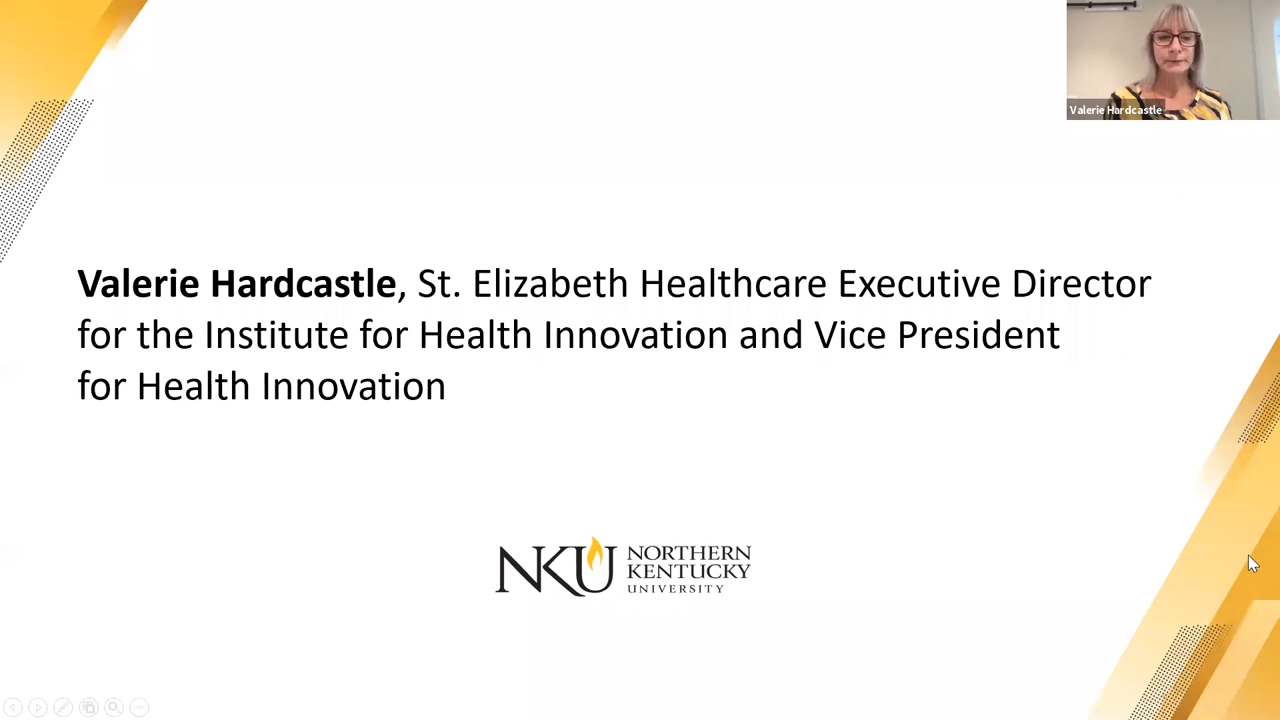 Valerie Hardcastle
Valerie Hardcastle, St. Elizabeth Healthcare Executive Director
for the Institute for Health Innovation and Vice President
for Health Innovation
NKU NORTHERN
KENTUCKY
UNIVERSITY